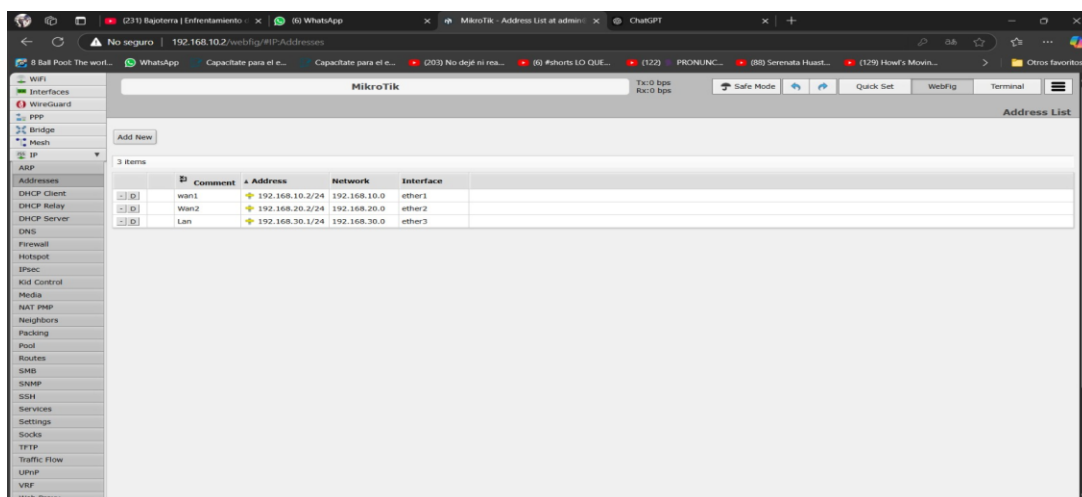 (231) Bajoterra | Enfrentamiento
(6) WhatsApp
MikroTik - Address List at admin
ChatGPT
No seguro
192.168.10.2/webfig/#IP:Addresses
8 Ball Pool: The worl...
WhatsApp
Capacítate para el e...
Capacítate para el e...
(203) No dejé ni rea...
(6) #shorts LO QUE...
(122)
PRONUNC...
(88) Serenata Huast...
(129) Howl's Movin...
Otros favoritos
WiFi
Interfaces
WireGuard
PPP
Bridge
Mesh
IP
ARP
Addresses
DHCP Client
DHCP Relay
DHCP Server
DNS
Firewall
Hotspot
IPsec
Kid Control
Media
NAT PMP
Neighbors
Packing
Pool
Routes
SMB
SNMP
SSH
Services
Settings
Socks
TFTP
Traffic Flow
UPnP
VRF
MikroTik
Tx:0 bps
Rx:0 bps
Safe Mode
Quick Set
WebFig
Terminal
Address List
Add New
3 items
Comment Address Network Interface
- D wan1 192.168.10.2/24 192.168.10.0 ether1
- D Wan2 192.168.20.2/24 192.168.20.0 ether2
- D Lan 192.168.30.1/24 192.168.30.0 ether3